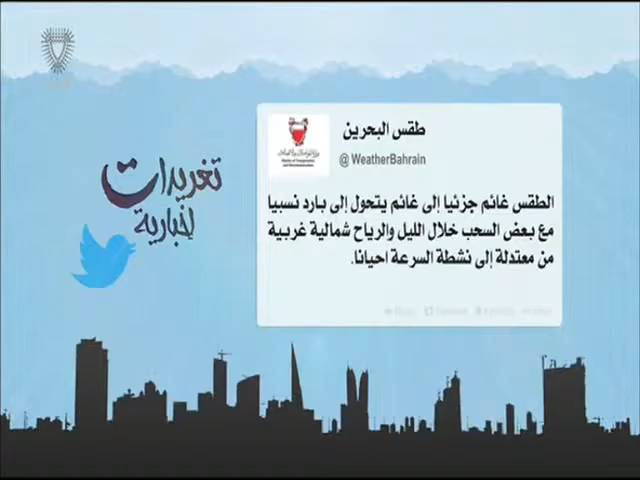 تغريدات
إخبارية
طقس البحرين
@WeatherBahrain
الطقس غائم جزئيا إلى غائم يتحول إلى بارد نسبيا
مع بعض السحب خلال الليل والرياح شمالية غربية
من معتدلة إلى نشطة السرعة احيانا.